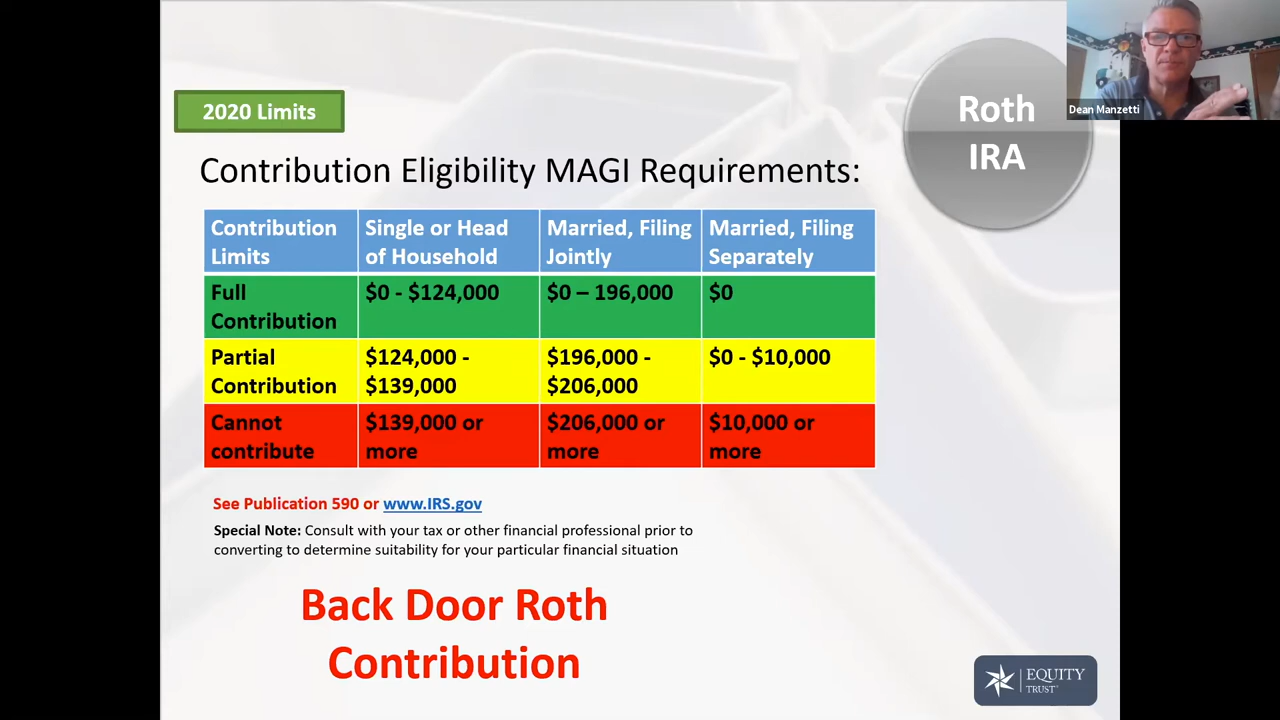 2020 Limits
Roth
IRA
Dean Manzetti
Contribution Eligibility MAGI Requirements:
Contribution Limits
Single or Head of Household
Married, Filing Jointly
Married, Filing Separately
Full Contribution
$0 - $124,000
$0 – 196,000
$0
Partial Contribution
$124,000 - $139,000
$196,000 - $206,000
$0 - $10,000
Cannot contribute
$139,000 or more
$206,000 or more
$10,000 or more
See Publication 590 or www.IRS.gov
Special Note: Consult with your tax or other financial professional prior to
converting to determine suitability for your particular financial situation
Back Door Roth
Contribution
EQUITY
TRUST